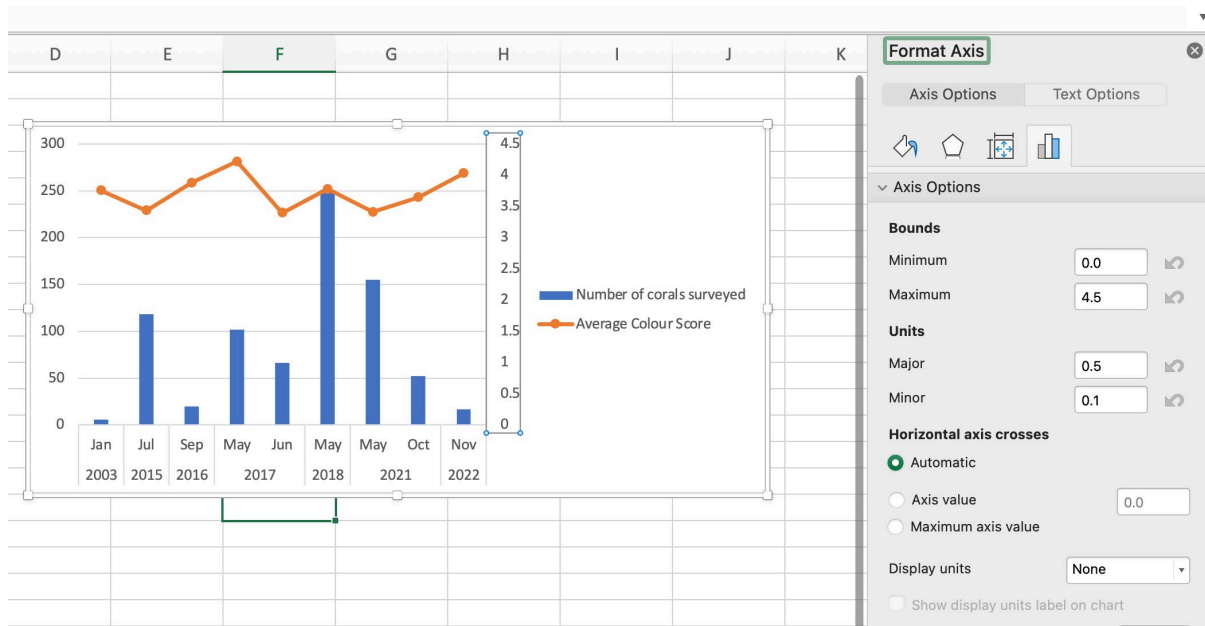 D E F G H I J K
300
250
200
150
100
50
0
4.5
4
3.5
3
2.5
2
1.5
1
0.5
0
Jan Jul Sep May Jun May May Oct Nov
2003 2015 2016 2017 2018 2021 2022
Number of corals surveyed
Average Colour Score
Format Axis
Axis Options Text Options
Axis Options
Bounds
Minimum 0.0
Maximum 4.5
Units
Major 0.5
Minor 0.1
Horizontal axis crosses
Automatic
Axis value 0.0
Maximum axis value
Display units None
Show display units label on chart